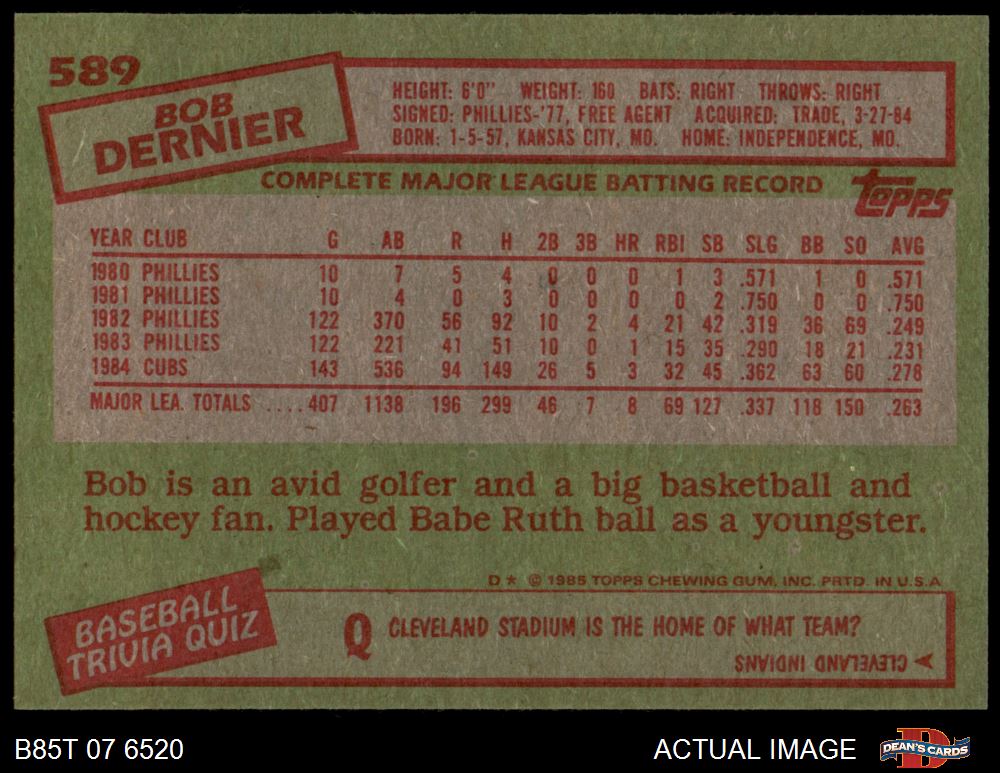 589
BOB
DERNIER
HEIGHT: 6'0" WEIGHT: 160 BATS: RIGHT THROWS: RIGHT
SIGNED: PHILLIES-'77, FREE AGENT ACQUIRED: TRADE, 3-27-84
BORN: 1-5-57, KANSAS CITY, MO. HOME: INDEPENDENCE, MO.
COMPLETE MAJOR LEAGUE BATTING RECORD
TOPPS
YEAR CLUB G AB R H 2B 3B HR RBI SB SLG BB SO AVG
1980 PHILLIES 10 7 5 4 0 0 0 1 3 .571 1 0 .571
1981 PHILLIES 10 4 0 3 0 0 0 0 2 .750 0 0 .750
1982 PHILLIES 122 370 56 92 10 2 4 21 42 .319 36 69 .249
1983 PHILLIES 122 221 41 51 10 0 1 15 35 .290 18 21 .231
1984 CUBS 143 536 94 149 26 5 3 32 45 .362 63 60 .278
MAJOR LEA. TOTALS ....407 1138 196 299 46 7 8 69 127 .337 118 150 .263
Bob is an avid golfer and a big basketball and
hockey fan. Played Babe Ruth ball as a youngster.
D * © 1985 TOPPS CHEWING GUM, INC. PRTD. IN U.S.A.
BASEBALL
TRIVIA QUIZ
Q CLEVELAND STADIUM IS THE HOME OF WHAT TEAM?
CLEVELAND INDIANS
B85T 07 6520
ACTUAL IMAGE
DEAN'S CARDS